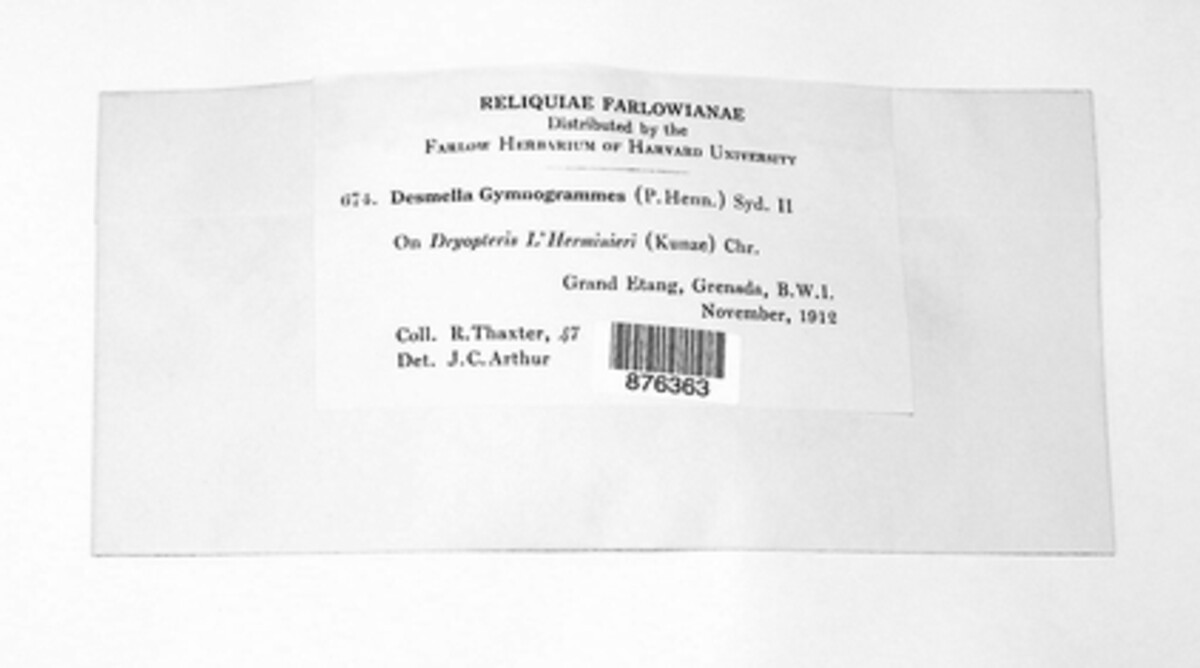 RELIQUIAE FARLOWIANAE
Distributed by the
FARLOW HERBARIUM OF HARVARD UNIVERSITY
674. Desmella Gymnogrammes (P. Henn.) Syd. II
On Dryopteris L'Herminieri (Kunze) Chr.
Grand Etang, Grenada, B.W.I.
November, 1912
Coll. R. Thaxter, 47
Det. J. C. Arthur
876363